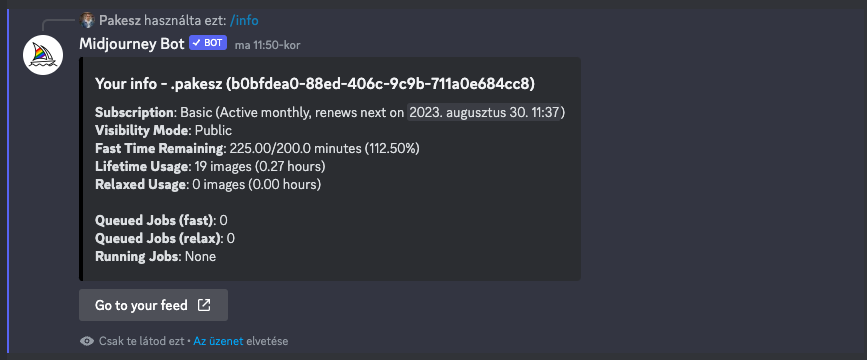 Pakesz használta ezt: /info
Midjourney Bot ✓ BOT ma 11:50-kor
Your info - .pakesz (b0bfdea0-88ed-406c-9c9b-711a0e684cc8)
Subscription: Basic (Active monthly, renews next on 2023. augusztus 30. 11:37)
Visibility Mode: Public
Fast Time Remaining: 225.00/200.0 minutes (112.50%)
Lifetime Usage: 19 images (0.27 hours)
Relaxed Usage: 0 images (0.00 hours)
Queued Jobs (fast): 0
Queued Jobs (relax): 0
Running Jobs: None
Go to your feed
Csak te látod ezt • Az üzenet elvetése